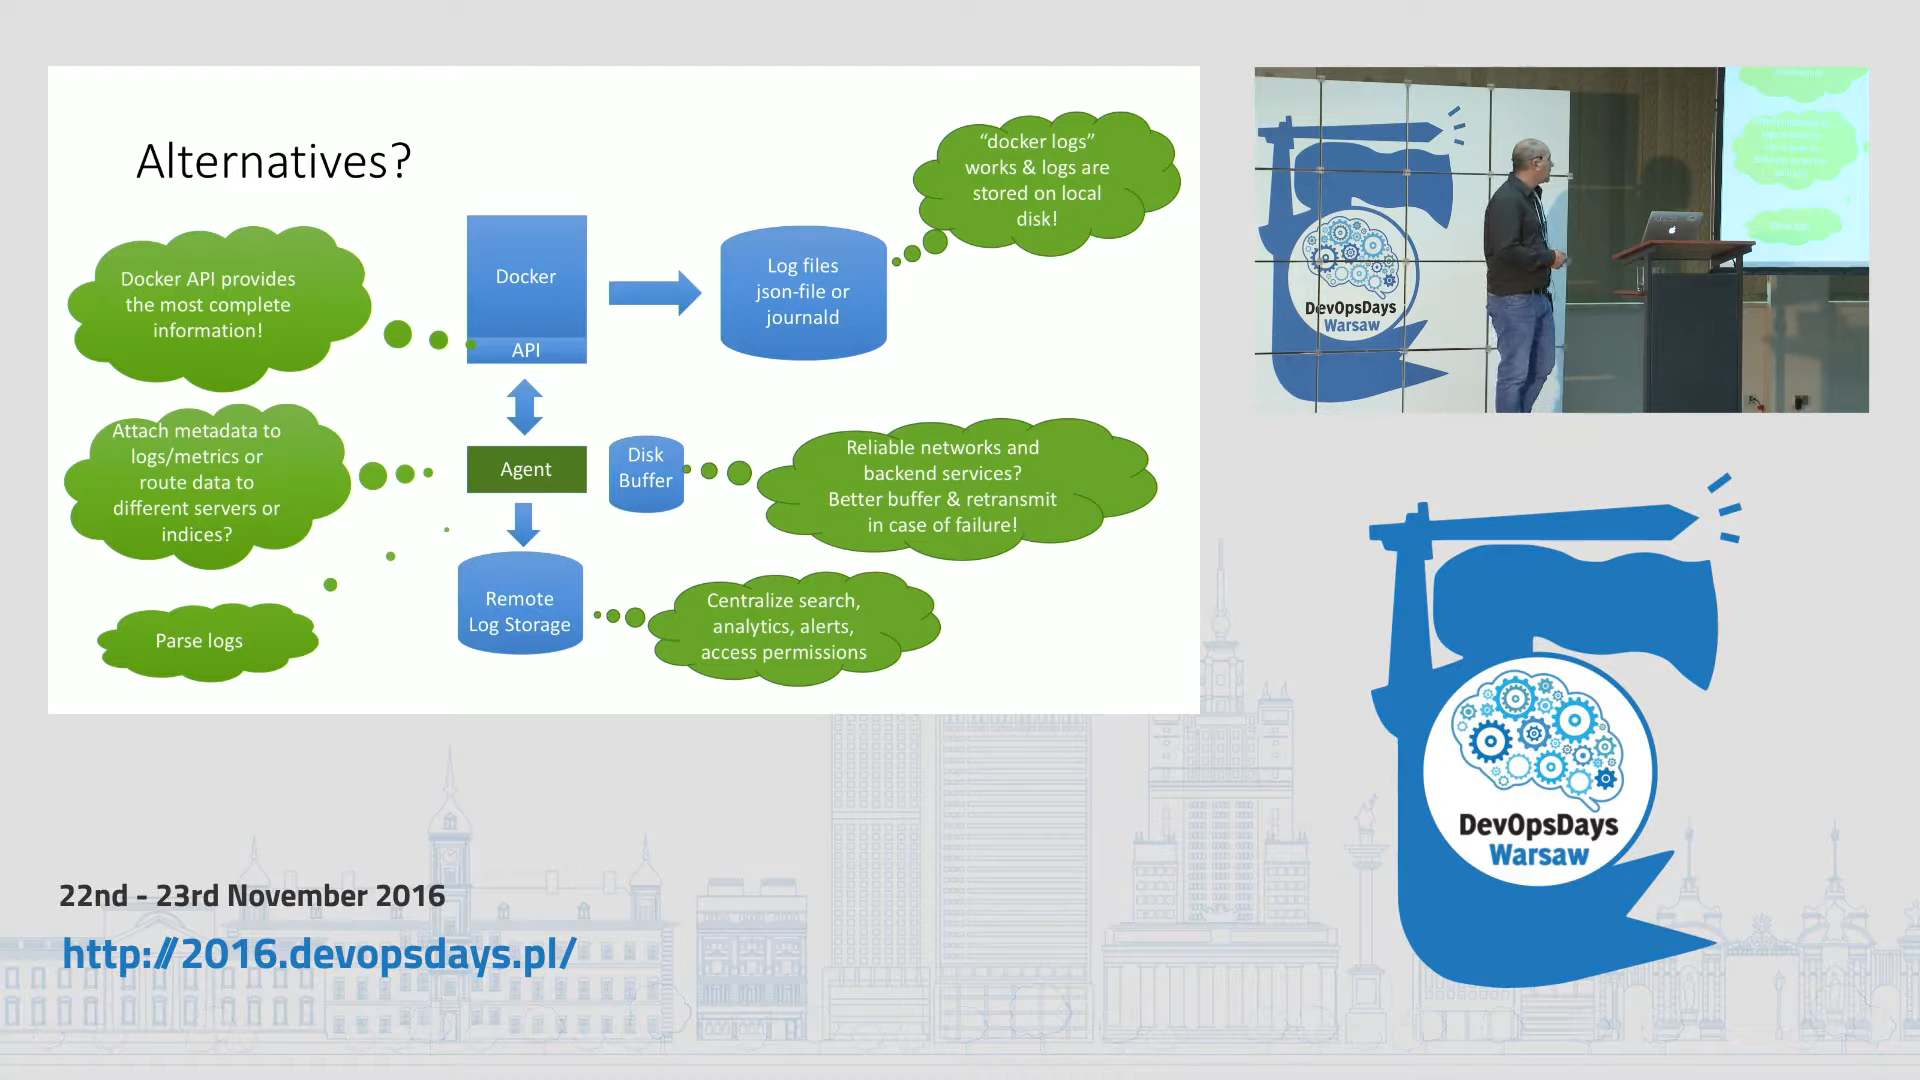 Alternatives?
"docker logs"
works & logs are
stored on local
disk!
Docker API provides
the most complete
information!
Docker
API
Log files
json-file or
journald
Attach metadata to
logs/metrics or
route data to
different servers or
indices?
Agent
Disk
Buffer
Reliable networks and
backend services?
Better buffer & retransmit
in case of failure!
Parse logs
Remote
Log Storage
Centralize search,
analytics, alerts,
access permissions
DevOpsDays
Warsaw
DevOpsDays
Warsaw
22nd - 23rd November 2016
http://2016.devopsdays.pl/